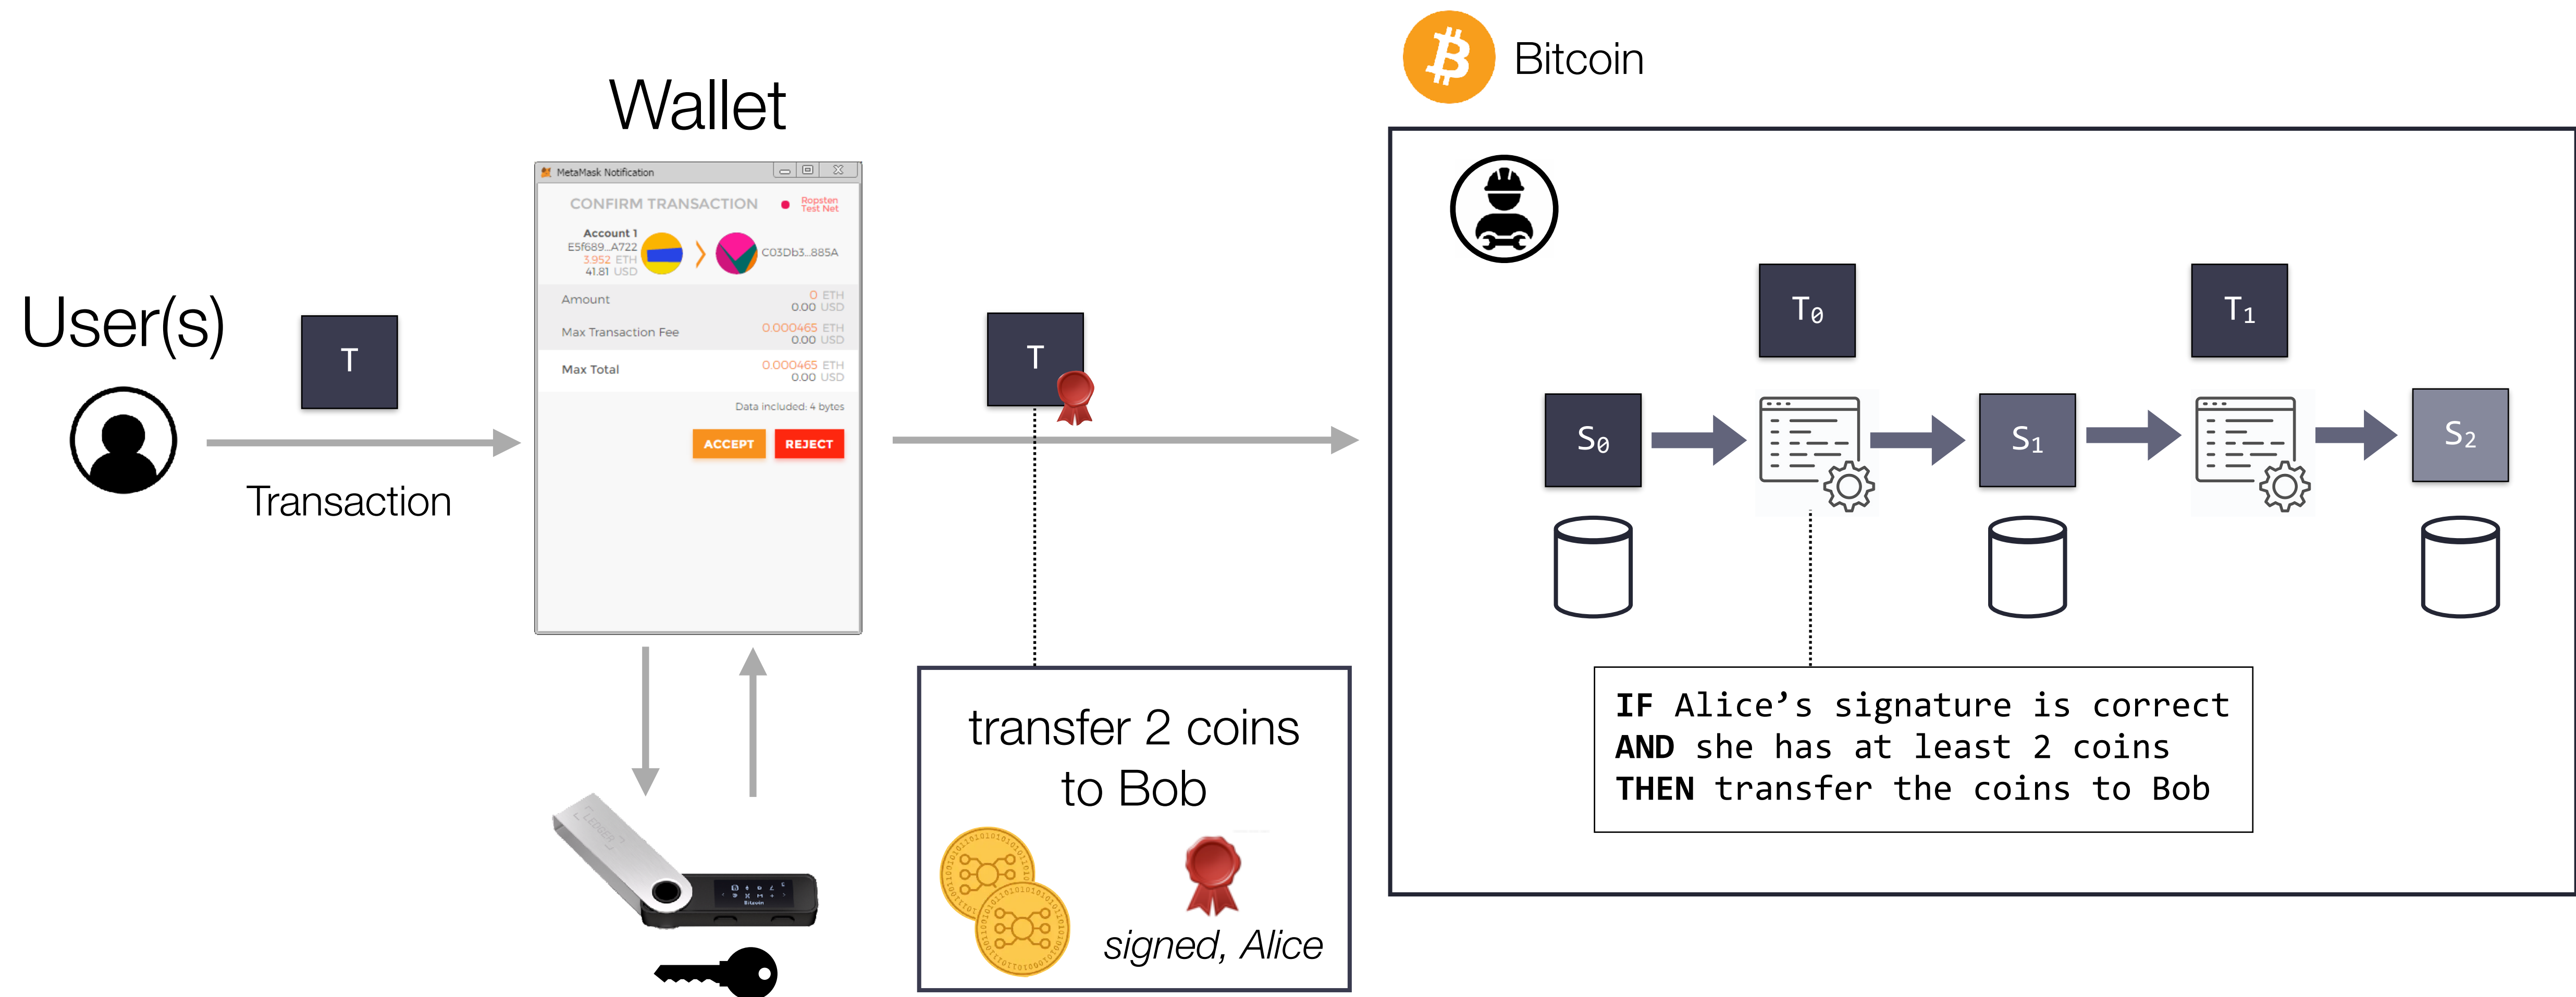 Bitcoin
Wallet
MetaMask Notification
CONFIRM TRANSACTION
Ropsten
Test Net
Account 1
E5f689...A722
3.952 ETH
41.81 USD
C03Db3...885A
Amount
0 ETH
0.00 USD
Max Transaction Fee
0.000465 ETH
0.00 USD
Max Total
0.000465 ETH
0.00 USD
Data included: 4 bytes
ACCEPT
REJECT
User(s)
T
Transaction
T
T₀
T₁
S₀
S₁
S₂
transfer 2 coins
to Bob
signed, Alice
IF Alice’s signature is correct
AND she has at least 2 coins
THEN transfer the coins to Bob
LEDGER
Bitcoin